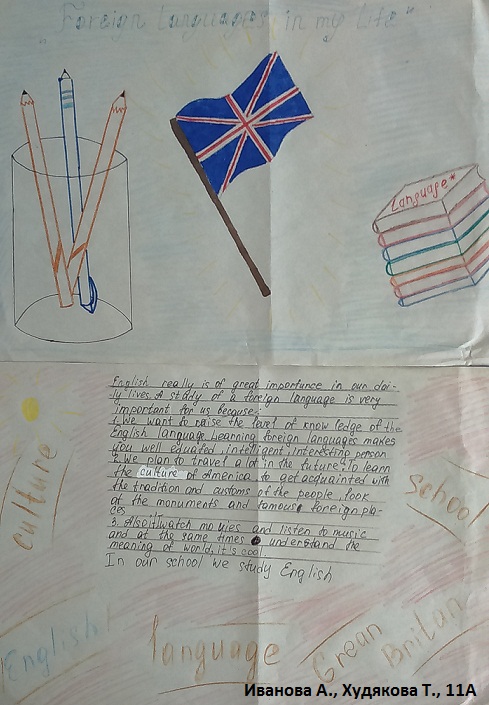 "Foreign Languages in my life"
Language*
English really is of great importance in our dai-
ly lives. A study of a foreign language is very
important for us because:
1. We want to raise the level of knowledge of the
English language. Learning foreign languages makes
you well equated, intelligent, interesting person
2. We plan to travel a lot in the future. To learn
the culture of America to get acquainted with
the tradition and customs of the people, look
at the monuments and famous foreign pla-
ces
3. Also I'll watch movies and listen to music
and at the same times understand the
meaning of world. It's cool
In our school we study English
culture
School
English!
language
Grean
Britan
Иванова А., Худякова Т., 11А